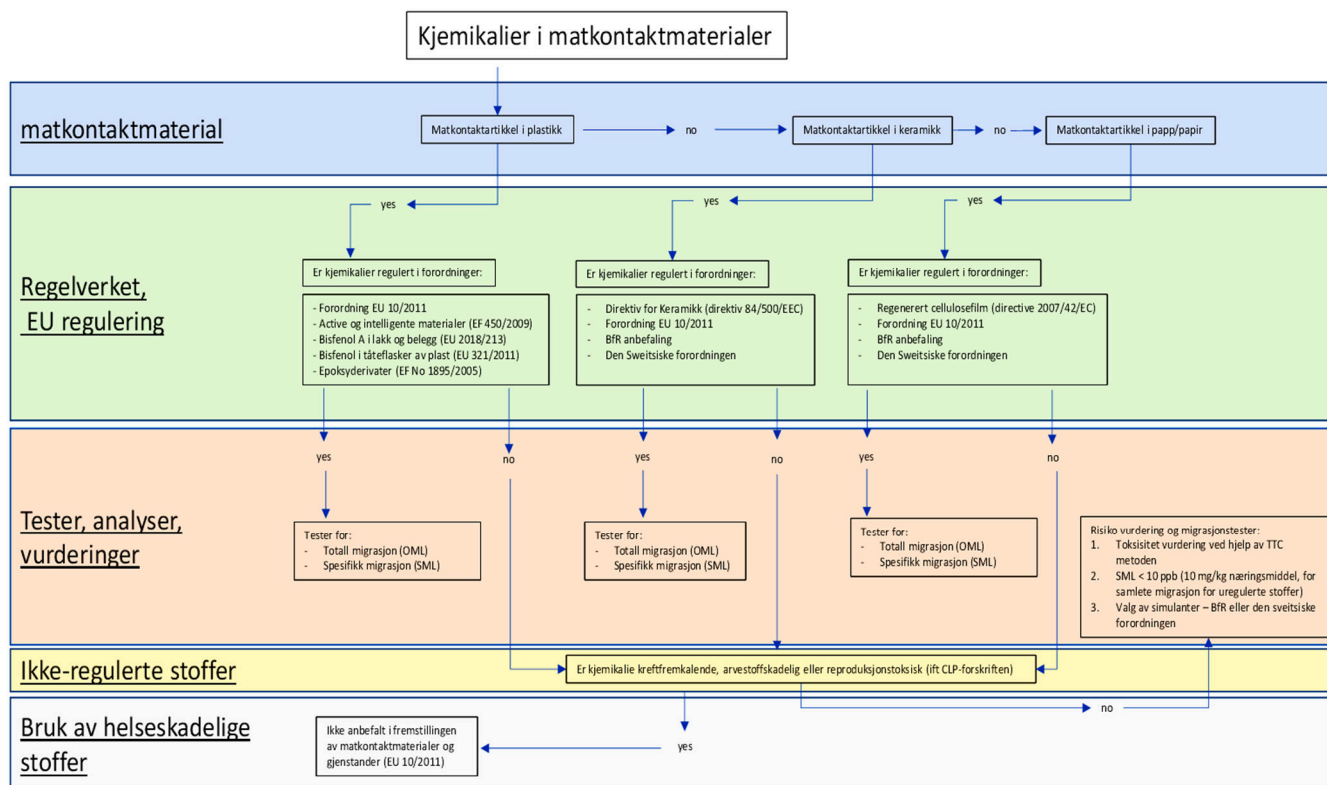 Kjemikalier i matkontaktmaterialer
matkontaktmaterial
Matkontaktartikkel i plastikk
no
Matkontaktartikkel i keramikk
no
Matkontaktartikkel i papp/papir
yes
yes
yes
Regelverket,
EU regulering
Er kjemikalier regulert i forordninger:
- Forordning EU 10/2011
- Active og intelligente materialer (EF 450/2009)
- Bisfenol A i lakk og belegg (EU 2018/213)
- Bisfenol i tåteflasker av plast (EU 321/2011)
- Epoksyderivater (EF No 1895/2005)
Er kjemikalier regulert i forordninger:
- Direktiv for Keramikk (direktiv 84/500/EEC)
- Forordning EU 10/2011
- BfR anbefaling
- Den Sweitsiske forordningen
Er kjemikalier regulert i forordninger:
- Regenerert cellulosefilm (directive 2007/42/EC)
- Forordning EU 10/2011
- BfR anbefaling
- Den Sweitsiske forordningen
yes
no
yes
no
yes
no
Tester, analyser,
vurderinger
Tester for:
- Totall migrasjon (OML)
- Spesifikk migrasjon (SML)
Tester for:
- Totall migrasjon (OML)
- Spesifikk migrasjon (SML)
Tester for:
- Totall migrasjon (OML)
- Spesifikk migrasjon (SML)
Risiko vurdering og migrasjonstester:
1. Toksisitet vurdering ved hjelp av TTC
metoden
2. SML < 10 ppb (10 mg/kg næringsmiddel, for
samlete migrasjon for uregulerte stoffer)
3. Valg av simulanter – BfR eller den sveitsiske
forordningen
Ikke-regulerte stoffer
Er kjemikalie kreftfremkalende, arvestoffskadelig eller reproduksjonstoksisk (ift CLP-forskriften)
no
Bruk av helseskadelige
stoffer
Ikke anbefalt i fremstillingen
av matkontaktmaterialer og
gjenstander (EU 10/2011)
yes